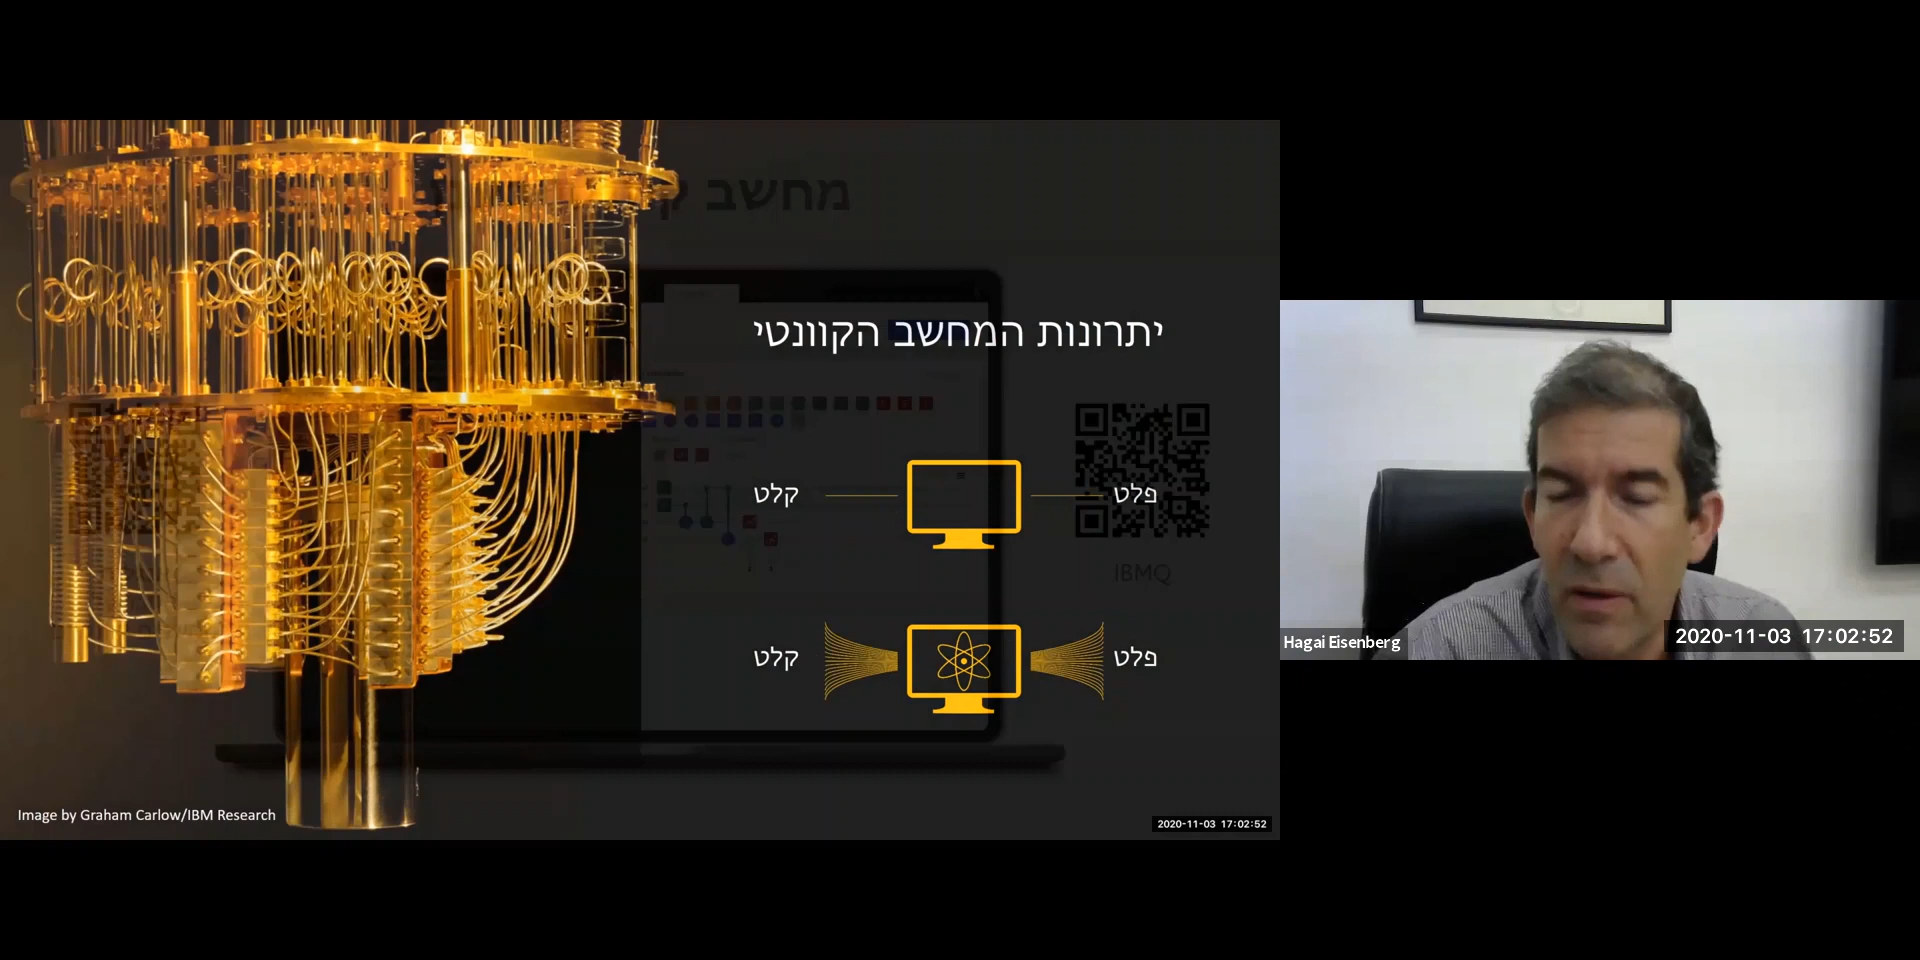 מחשב ק
יתרונות המחשב הקוונטי
קלט
פלט
IBMQ
קלט
פלט
Image by Graham Carlow/IBM Research
2020-11-03 17:02:52
Hagai Eisenberg
2020-11-03 17:02:52